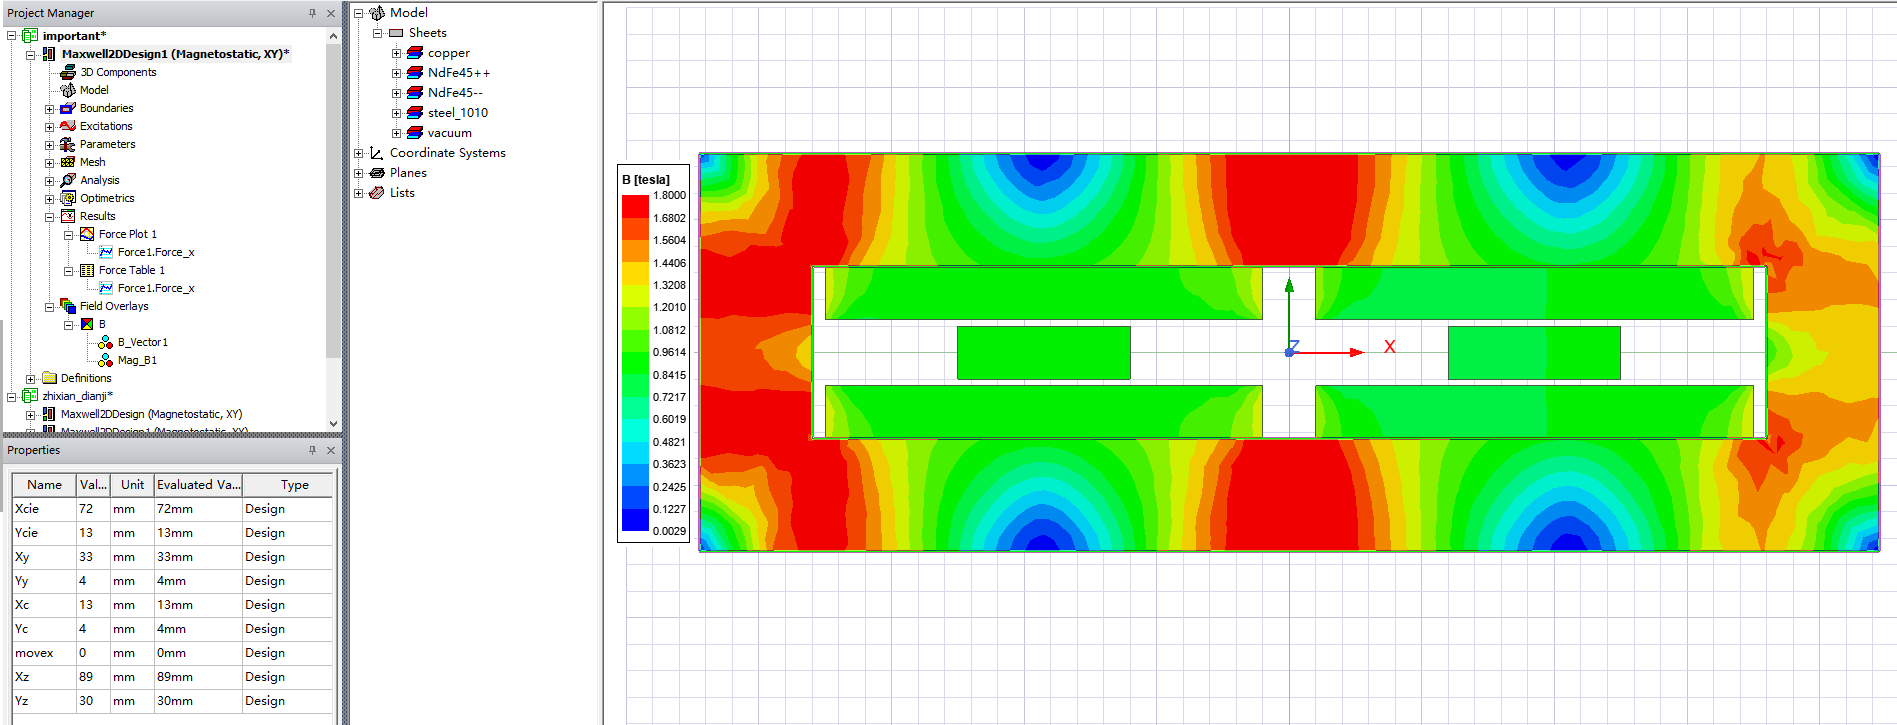 Project Manager
important*
Maxwell2DDesign1 (Magnetostatic, XY)*
3D Components
Model
Boundaries
Excitations
Parameters
Mesh
Analysis
Optimetrics
Results
Force Plot 1
Force1.Force_x
Force Table 1
Force1.Force_x
Field Overlays
B
B_Vector1
Mag_B1
Definitions
zhixian_dianji*
Maxwell2DDesign (Magnetostatic, XY)
Maxwell2DDesign1 (Magnetostatic, XY)
Properties
Name Val... Unit Evaluated Va... Type
Xcie 72 mm 72mm Design
Ycie 13 mm 13mm Design
Xy 33 mm 33mm Design
Yy 4 mm 4mm Design
Xc 13 mm 13mm Design
Yc 4 mm 4mm Design
movex 0 mm 0mm Design
Xz 89 mm 89mm Design
Yz 30 mm 30mm Design
Model
Sheets
copper
NdFe45++
NdFe45--
steel_1010
vacuum
Coordinate Systems
Planes
Lists
B [tesla]
1.8000
1.6802
1.5604
1.4406
1.3208
1.2010
1.0812
0.9614
0.8415
0.7217
0.6019
0.4821
0.3623
0.2425
0.1227
0.0029
Z
X